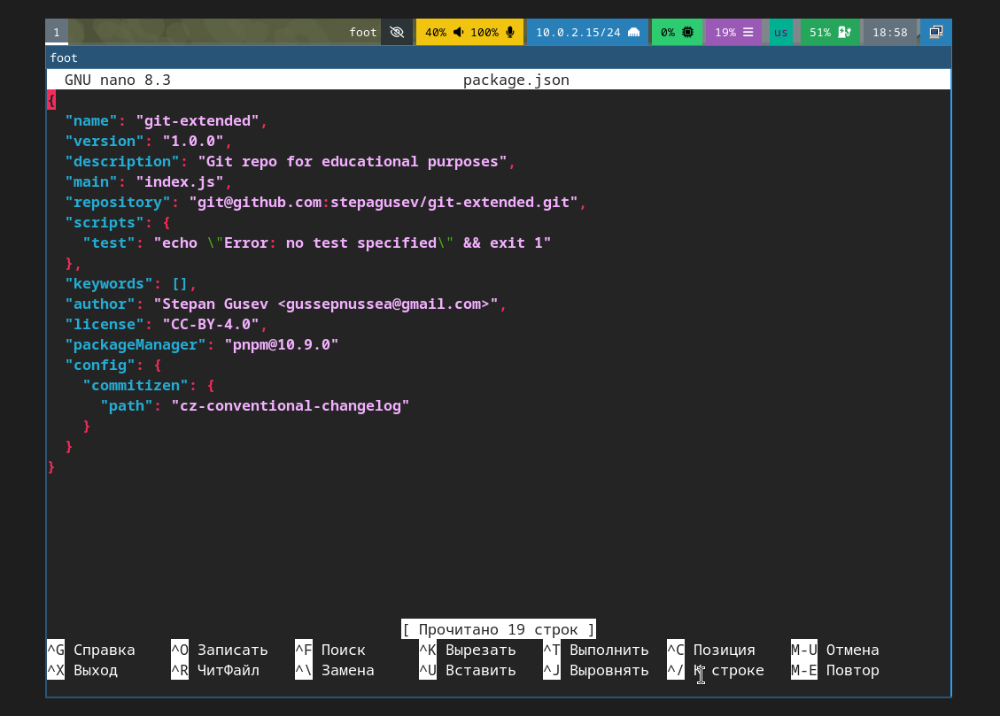 1 foot 40% 100% 10.0.2.15/24 0% 19% us 51% 18:58
foot
GNU nano 8.3 package.json
{
  "name": "git-extended",
  "version": "1.0.0",
  "description": "Git repo for educational purposes",
  "main": "index.js",
  "repository": "git@github.com:stepagusev/git-extended.git",
  "scripts": {
    "test": "echo \"Error: no test specified\" && exit 1"
  },
  "keywords": [],
  "author": "Stepan Gusev <gussepnussea@gmail.com>",
  "license": "CC-BY-4.0",
  "packageManager": "pnpm@10.9.0"
  "config": {
    "commitizen": {
      "path": "cz-conventional-changelog"
    }
  }
}
[ Прочитано 19 строк ]
^G Справка ^O Записать ^F Поиск ^K Вырезать ^T Выполнить ^C Позиция M-U Отмена
^X Выход ^R ЧитФайл ^\ Замена ^U Вставить ^J Выровнять ^/ К строке M-E Повтор